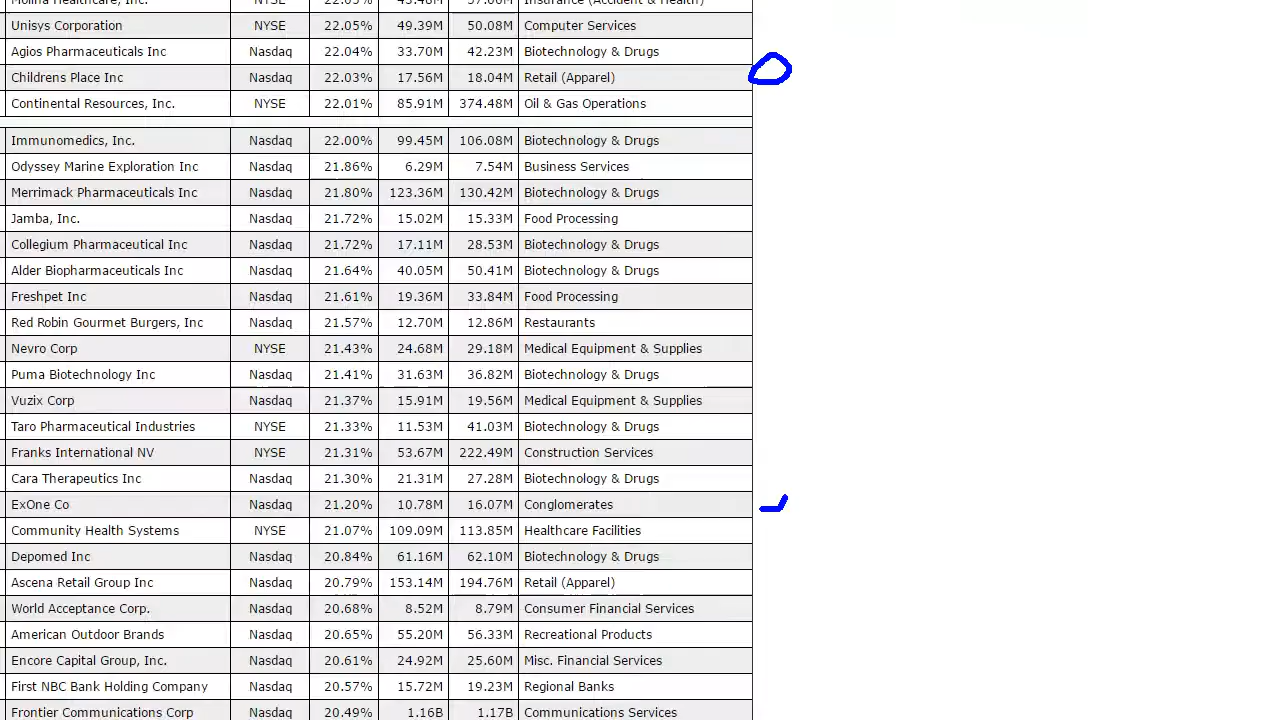 Molina Healthcare, Inc. NYSE 22.05% 43.48M 57.00M Insurance (Accident & Health)
Unisys Corporation NYSE 22.05% 49.39M 50.08M Computer Services
Agios Pharmaceuticals Inc Nasdaq 22.04% 33.70M 42.23M Biotechnology & Drugs
Childrens Place Inc Nasdaq 22.03% 17.56M 18.04M Retail (Apparel)
Continental Resources, Inc. NYSE 22.01% 85.91M 374.48M Oil & Gas Operations
Immunomedics, Inc. Nasdaq 22.00% 99.45M 106.08M Biotechnology & Drugs
Odyssey Marine Exploration Inc Nasdaq 21.86% 6.29M 7.54M Business Services
Merrimack Pharmaceuticals Inc Nasdaq 21.80% 123.36M 130.42M Biotechnology & Drugs
Jamba, Inc. Nasdaq 21.72% 15.02M 15.33M Food Processing
Collegium Pharmaceutical Inc Nasdaq 21.72% 17.11M 28.53M Biotechnology & Drugs
Alder Biopharmaceuticals Inc Nasdaq 21.64% 40.05M 50.41M Biotechnology & Drugs
Freshpet Inc Nasdaq 21.61% 19.36M 33.84M Food Processing
Red Robin Gourmet Burgers, Inc Nasdaq 21.57% 12.70M 12.86M Restaurants
Nevro Corp NYSE 21.43% 24.68M 29.18M Medical Equipment & Supplies
Puma Biotechnology Inc Nasdaq 21.41% 31.63M 36.82M Biotechnology & Drugs
Vuzix Corp Nasdaq 21.37% 15.91M 19.56M Medical Equipment & Supplies
Taro Pharmaceutical Industries NYSE 21.33% 11.53M 41.03M Biotechnology & Drugs
Franks International NV NYSE 21.31% 53.67M 222.49M Construction Services
Cara Therapeutics Inc Nasdaq 21.30% 21.31M 27.28M Biotechnology & Drugs
ExOne Co Nasdaq 21.20% 10.78M 16.07M Conglomerates
Community Health Systems NYSE 21.07% 109.09M 113.85M Healthcare Facilities
Depomed Inc Nasdaq 20.84% 61.16M 62.10M Biotechnology & Drugs
Ascena Retail Group Inc Nasdaq 20.79% 153.14M 194.76M Retail (Apparel)
World Acceptance Corp. Nasdaq 20.68% 8.52M 8.79M Consumer Financial Services
American Outdoor Brands Nasdaq 20.65% 55.20M 56.33M Recreational Products
Encore Capital Group, Inc. Nasdaq 20.61% 24.92M 25.60M Misc. Financial Services
First NBC Bank Holding Company Nasdaq 20.57% 15.72M 19.23M Regional Banks
Frontier Communications Corp Nasdaq 20.49% 1.16B 1.17B Communications Services